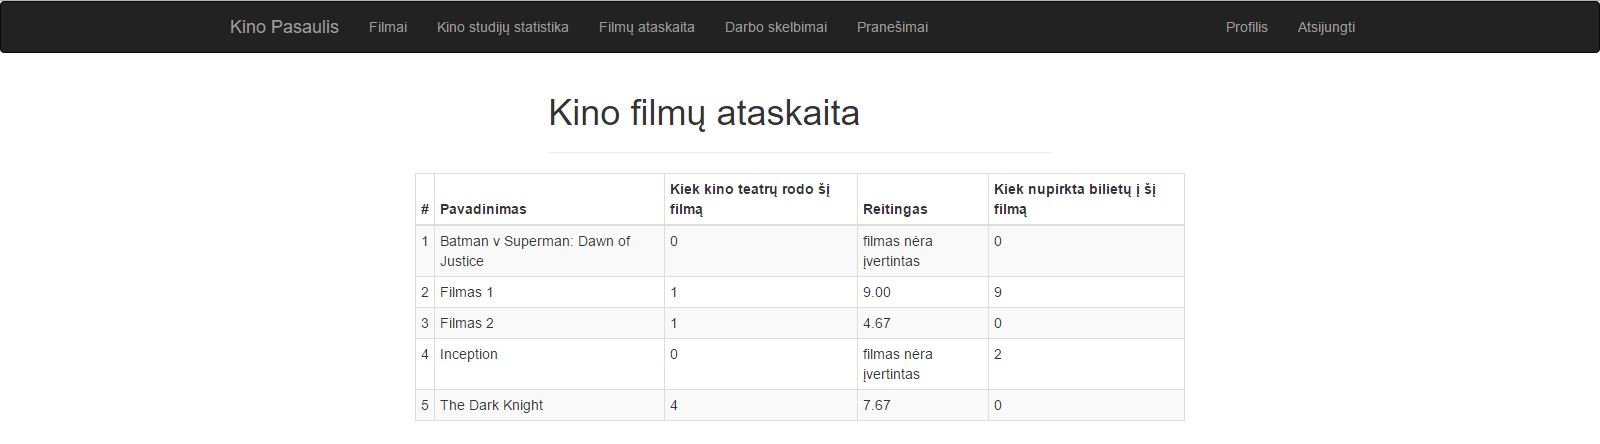 Kino Pasaulis Filmai Kino studijų statistika Filmų ataskaita Darbo skelbimai Pranešimai Profilis Atsijungti
Kino filmų ataskaita
# Pavadinimas Kiek kino teatrų rodo šį filmą Reitingas Kiek nupirkta bilietų į šį filmą
1 Batman v Superman: Dawn of Justice 0 filmas nėra įvertintas 0
2 Filmas 1 1 9.00 9
3 Filmas 2 1 4.67 0
4 Inception 0 filmas nėra įvertintas 2
5 The Dark Knight 4 7.67 0